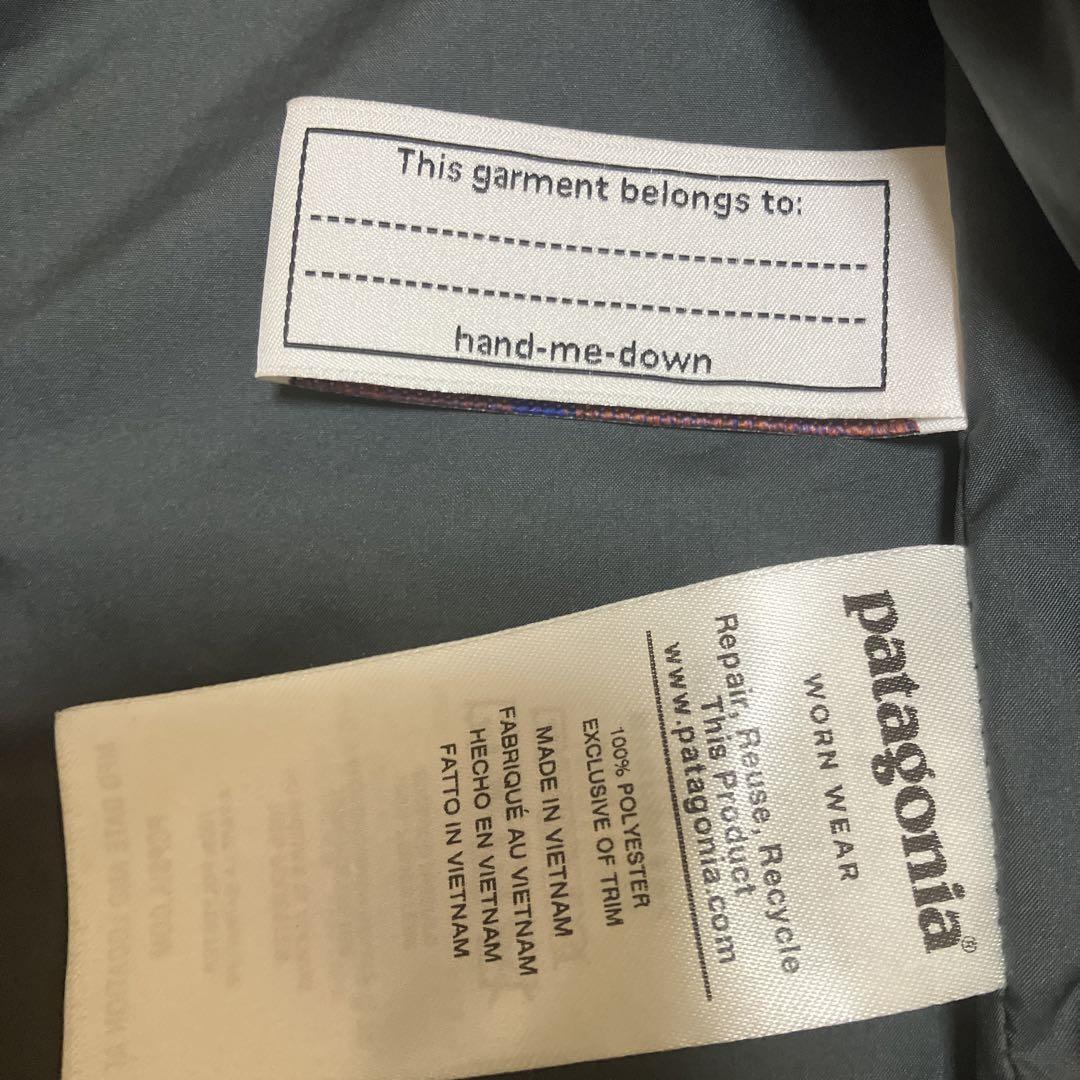 This garment belongs to:
hand-me-down
patagonia®
WORN WEAR
Repair, Reuse, Recycle
This Product
www.patagonia.com
100% POLYESTER
EXCLUSIVE OF TRIM
MADE IN VIETNAM
FABRIQUÉ AU VIETNAM
HECHO EN VIETNAM
FATTO IN VIETNAM